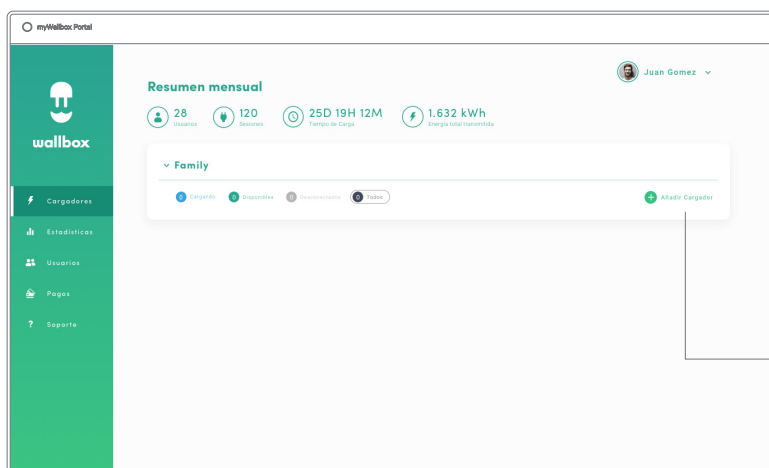 myWallbox Portal
Juan Gomez
Resumen mensual
28
Usuarios
120
Sesiones
25D 19H 12M
Tiempo de Carga
1.632 kWh
Energía total transmitida
wallbox
Family
0 Cargando
0 Disponibles
0 Desconectados
0 Todos
Añadir Cargador
Cargadores
Estadísticas
Usuarios
Pagos
? Soporte